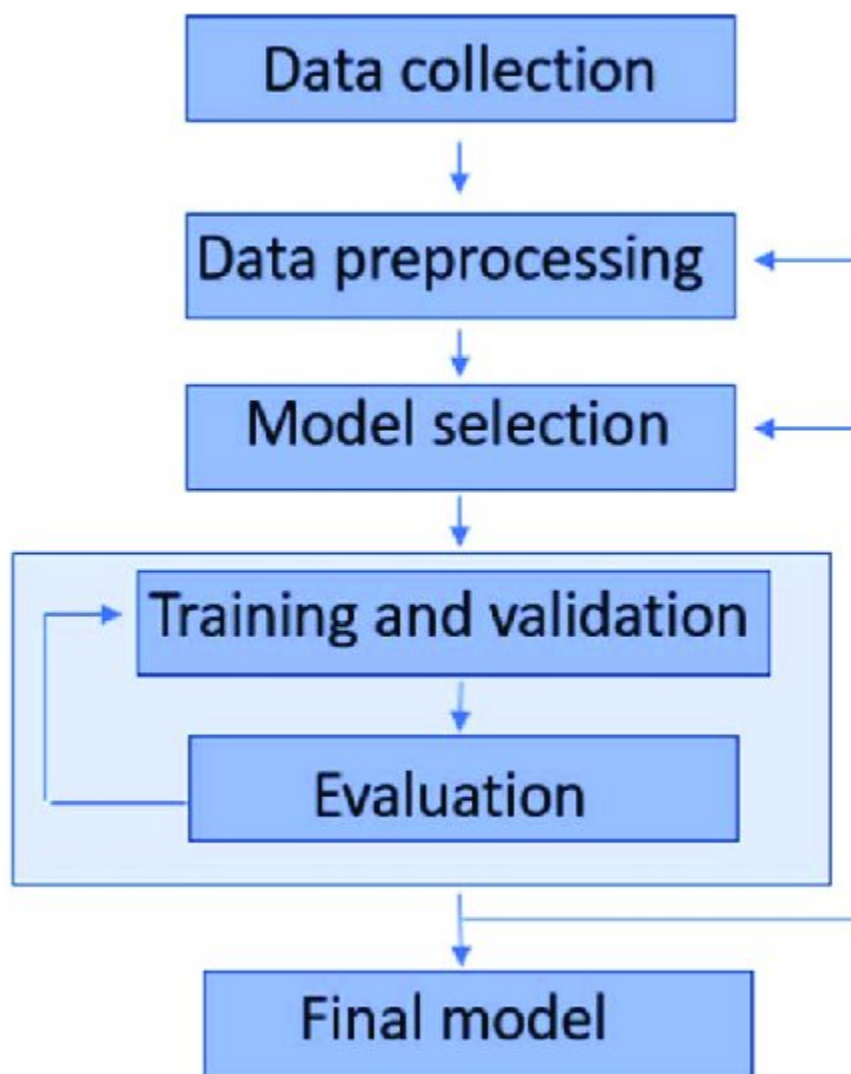 Data collection
Data preprocessing
Model selection
Training and validation
Evaluation
Final model